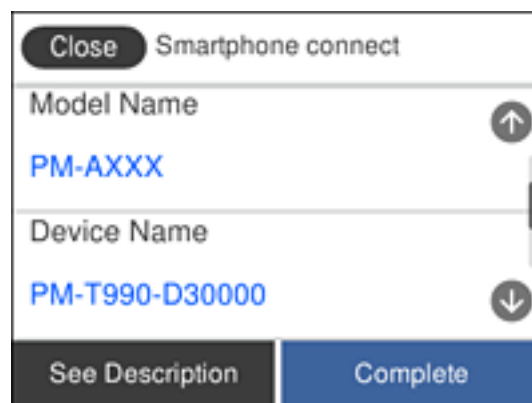 Close Smartphone connect
Model Name
PM-AXXX
Device Name
PM-T990-D30000
See Description Complete